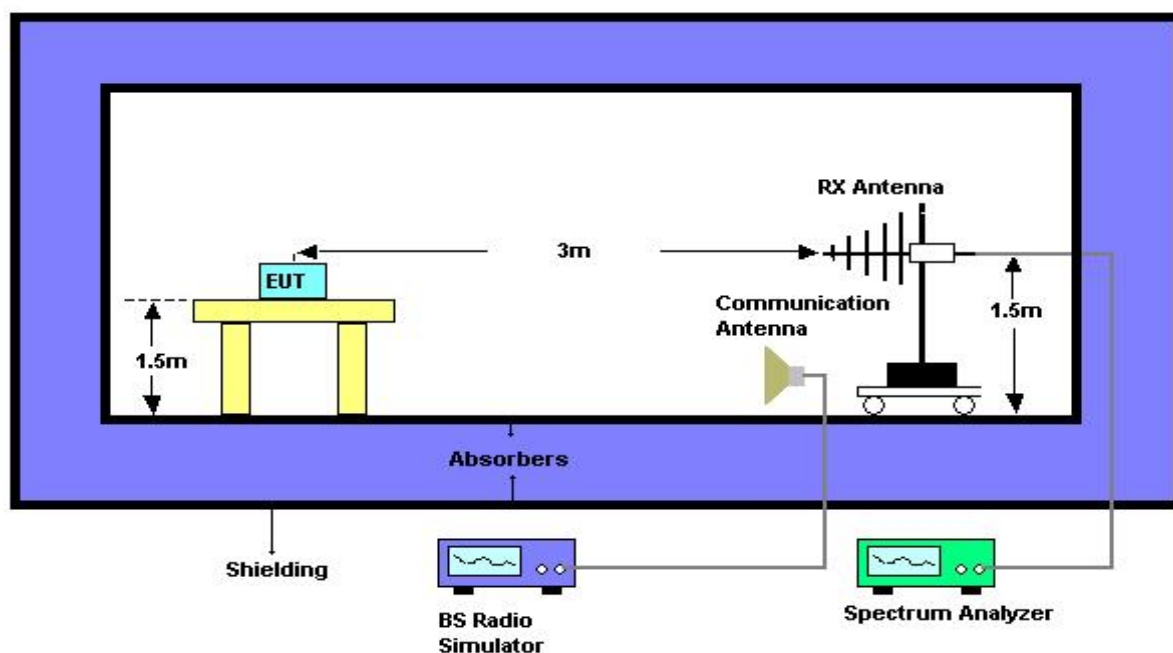 RX Antenna
3m
EUT
Communication
Antenna
1.5m
1.5m
Absorbers
Shielding
BS Radio
Simulator
Spectrum Analyzer